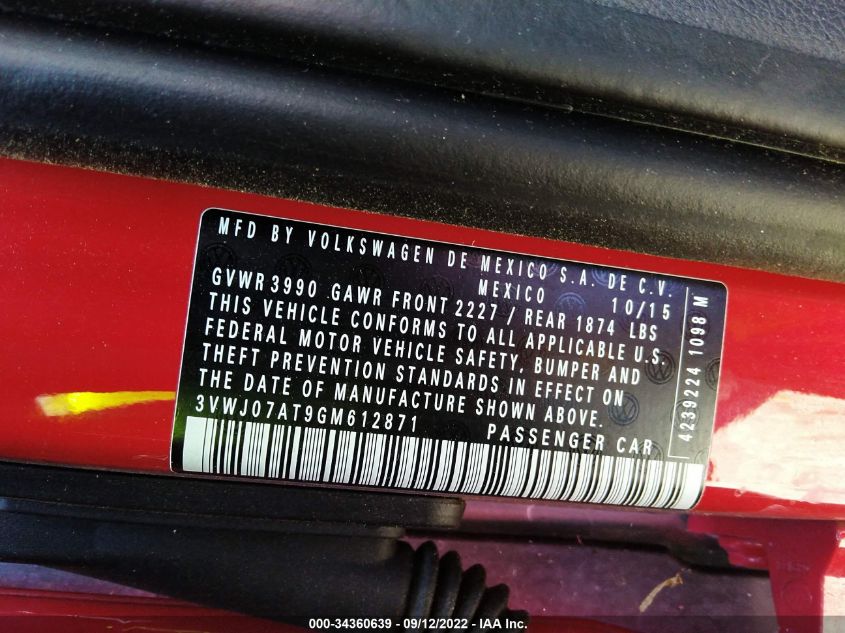 MFD BY VOLKSWAGEN DE MEXICO S.A. DE C.V.
MEXICO 10/15
GVWR 3990 GAWR FRONT 2227 / REAR 1874 LBS
THIS VEHICLE CONFORMS TO ALL APPLICABLE U.S.
FEDERAL MOTOR VEHICLE SAFETY, BUMPER AND
THEFT PREVENTION STANDARDS IN EFFECT ON
THE DATE OF MANUFACTURE SHOWN ABOVE.
3VWJ07AT9GM612871 PASSENGER CAR
4239224 1098 M
000-34360639 - 09/12/2022 - IAA Inc.